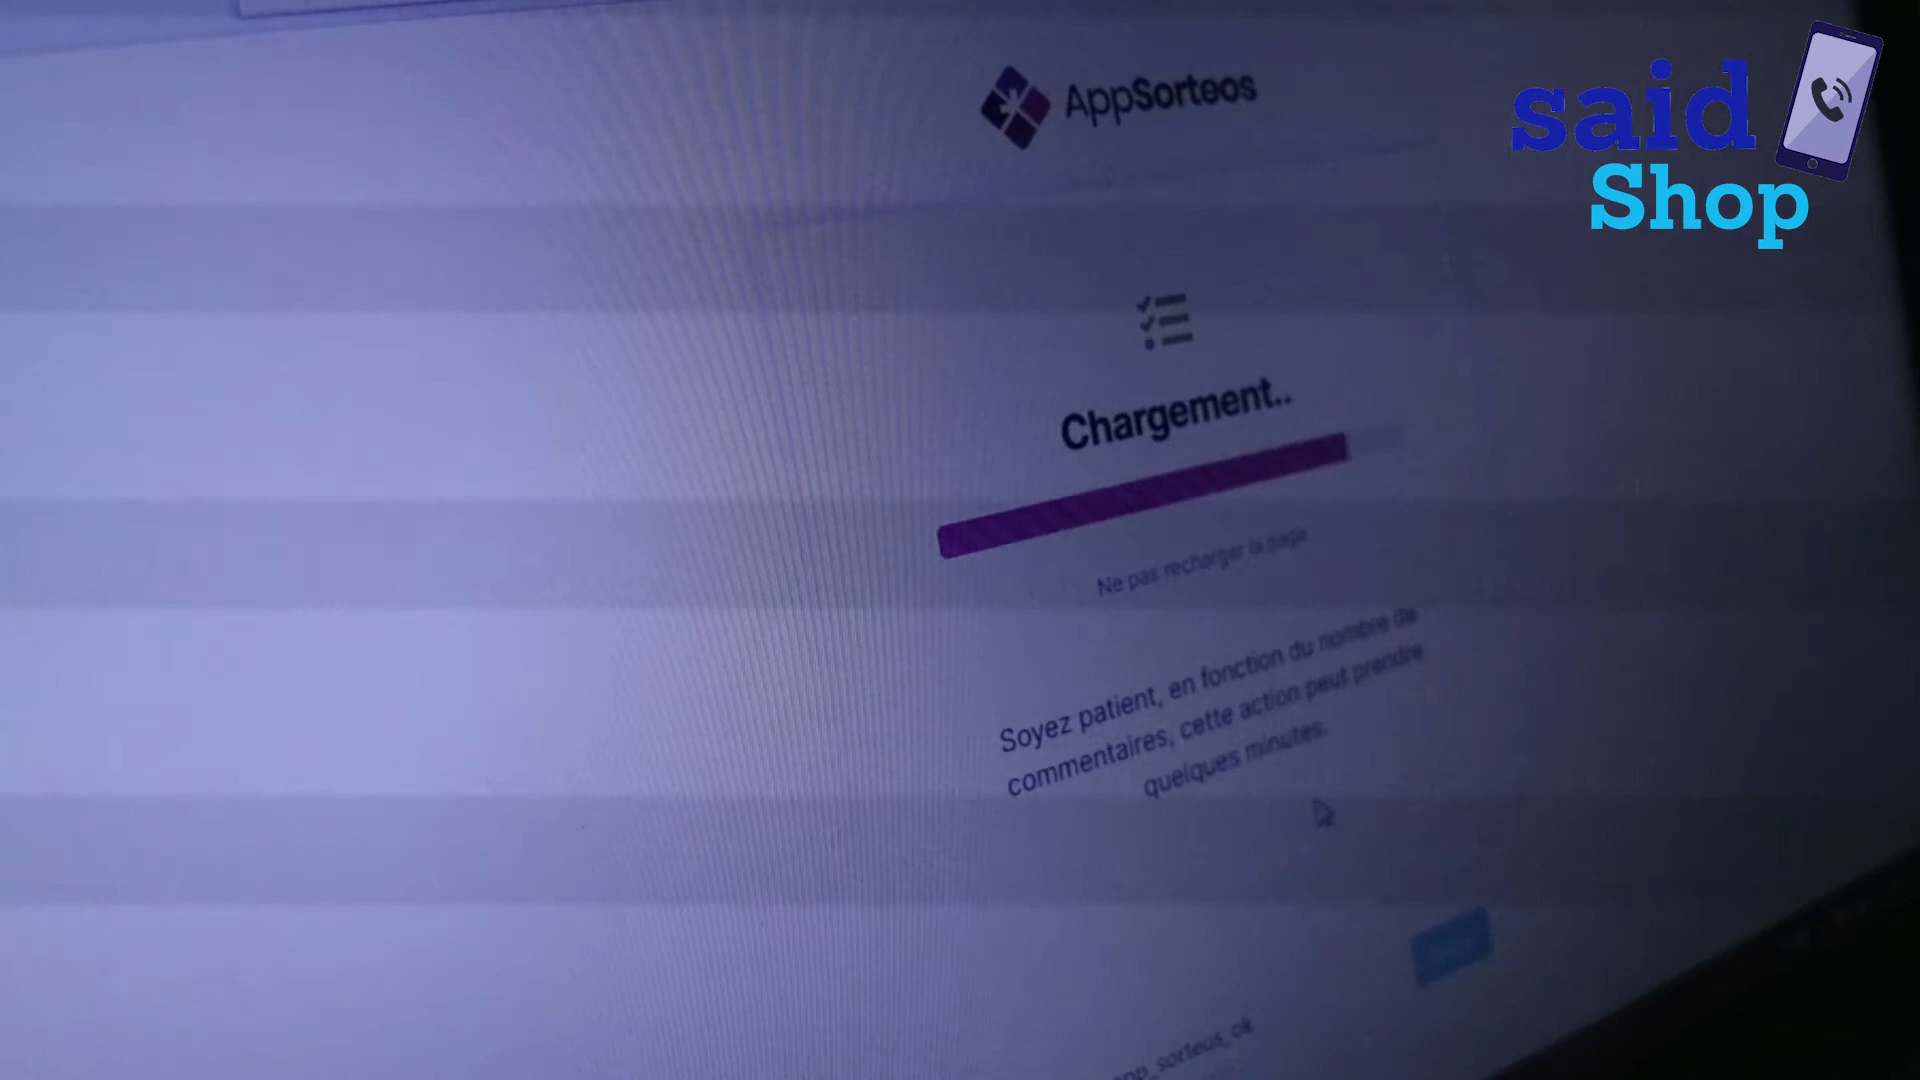 AppSorteos
said
Shop
Chargement..
Ne pas recharger la page
Soyez patient, en fonction du nombre de
commentaires, cette action peut prendre
quelques minutes.
app_sorteos_ok